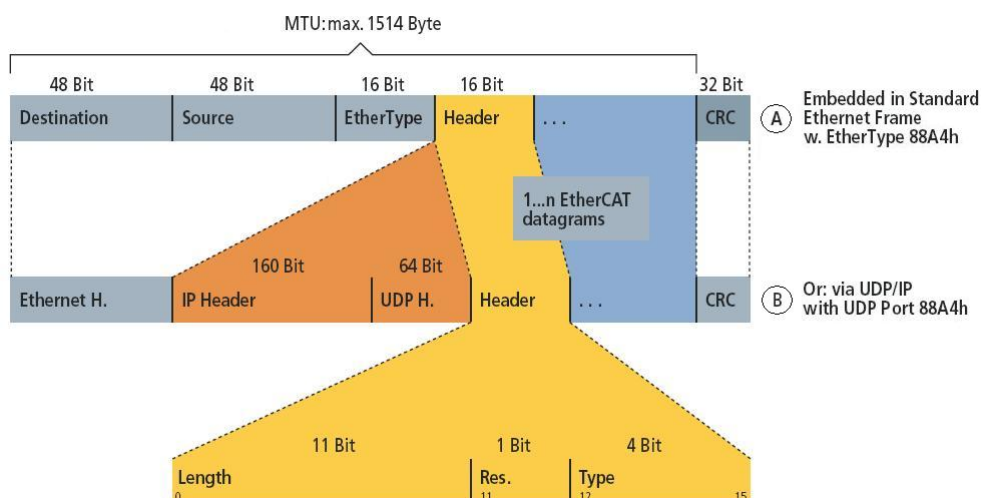 MTU: max. 1514 Byte
48 Bit 48 Bit 16 Bit 16 Bit 32 Bit
Destination Source EtherType Header ... CRC
A Embedded in Standard
Ethernet Frame
w. EtherType 88A4h
1...n EtherCAT
datagrams
160 Bit 64 Bit
Ethernet H. IP Header UDP H. Header ... CRC
B Or: via UDP/IP
with UDP Port 88A4h
11 Bit 1 Bit 4 Bit
Length Res. Type
0 11 12 15